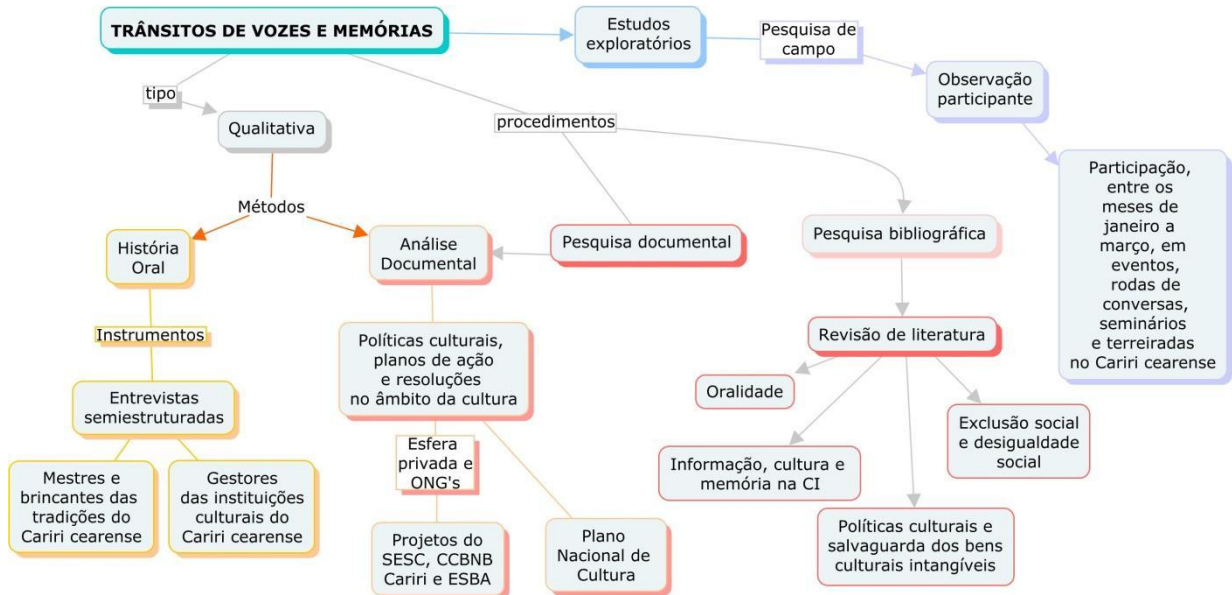 TRÂNSITOS DE VOZES E MEMÓRIAS
Estudos
exploratórios
Pesquisa de
campo
Observação
participante
Participação,
entre os
meses de
janeiro a
março, em
eventos,
rodas de
conversas,
seminários
e terreiradas
no Cariri cearense
tipo
Qualitativa
Métodos
História
Oral
Instrumentos
Entrevistas
semiestruturadas
Mestres e
brincantes das
tradições do
Cariri cearense
Gestores
das instituições
culturais do
Cariri cearense
Análise
Documental
Políticas culturais,
planos de ação
e resoluções
no âmbito da cultura
Esfera
privada e
ONG's
Projetos do
SESC, CCBNB
Cariri e ESBA
Plano
Nacional de
Cultura
procedimentos
Pesquisa documental
Pesquisa bibliográfica
Revisão de literatura
Oralidade
Informação, cultura e
memória na CI
Políticas culturais e
salvaguarda dos bens
culturais intangíveis
Exclusão social
e desigualdade
social